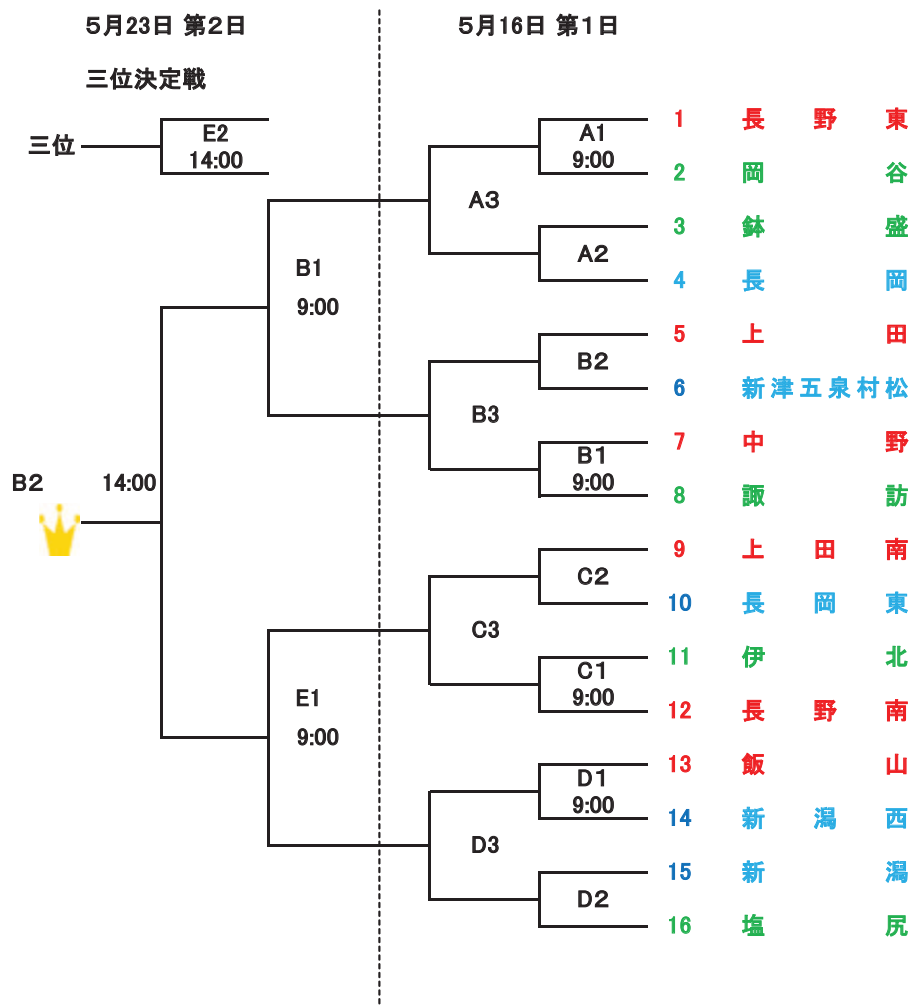 ５月23日 第２日
５月16日 第１日
三位決定戦
三位
E2
14:00
A1
9:00
1 長野東
2 岡谷
A3
A2
3 鉢盛
4 長岡
B1
9:00
B2
5 上田
6 新津五泉村松
B3
B1
9:00
7 中野
8 諏訪
B2
14:00
C2
9 上田南
10 長岡東
C3
C1
9:00
11 伊北
12 長野南
E1
9:00
D1
9:00
13 飯山
14 新潟西
D3
D2
15 新潟
16 塩尻